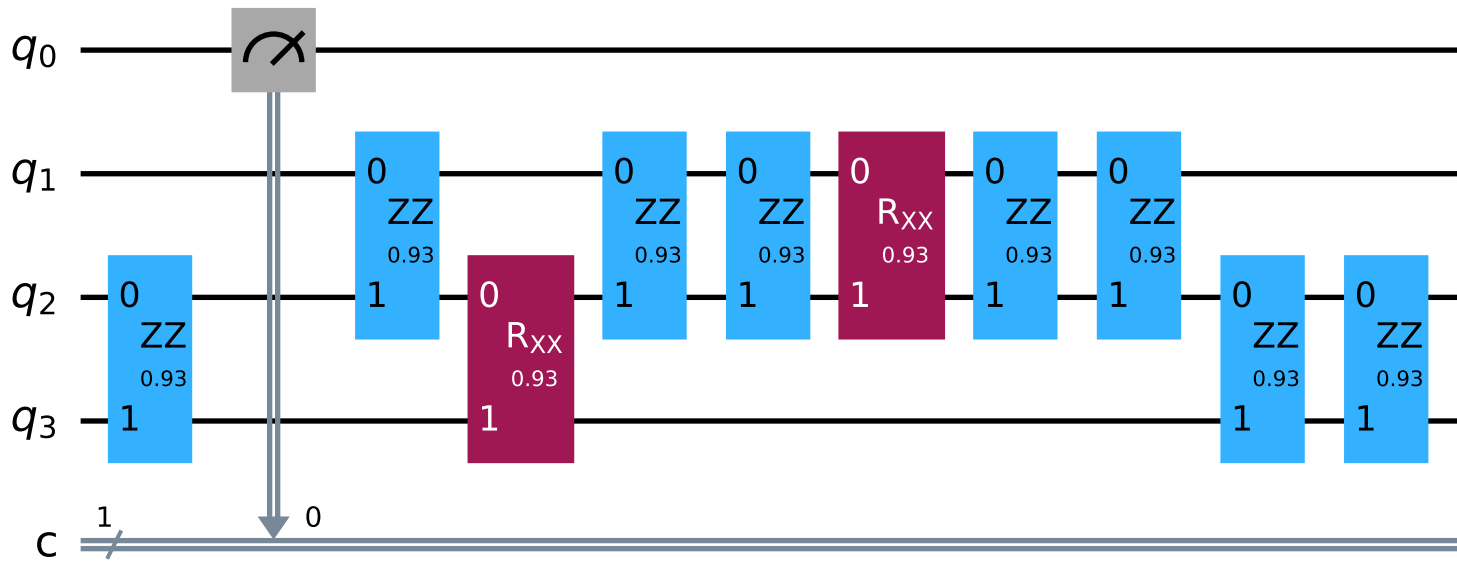 q0
q1
0 0 0 0 0 0
ZZ ZZ ZZ RXX ZZ ZZ
0.93 0.93 0.93 0.93 0.93 0.93
q2
0 1 0 1 1 1 1 1 0 0
ZZ RXX ZZ ZZ
0.93 0.93 0.93 0.93
q3
1 1 1 1
1 0
c